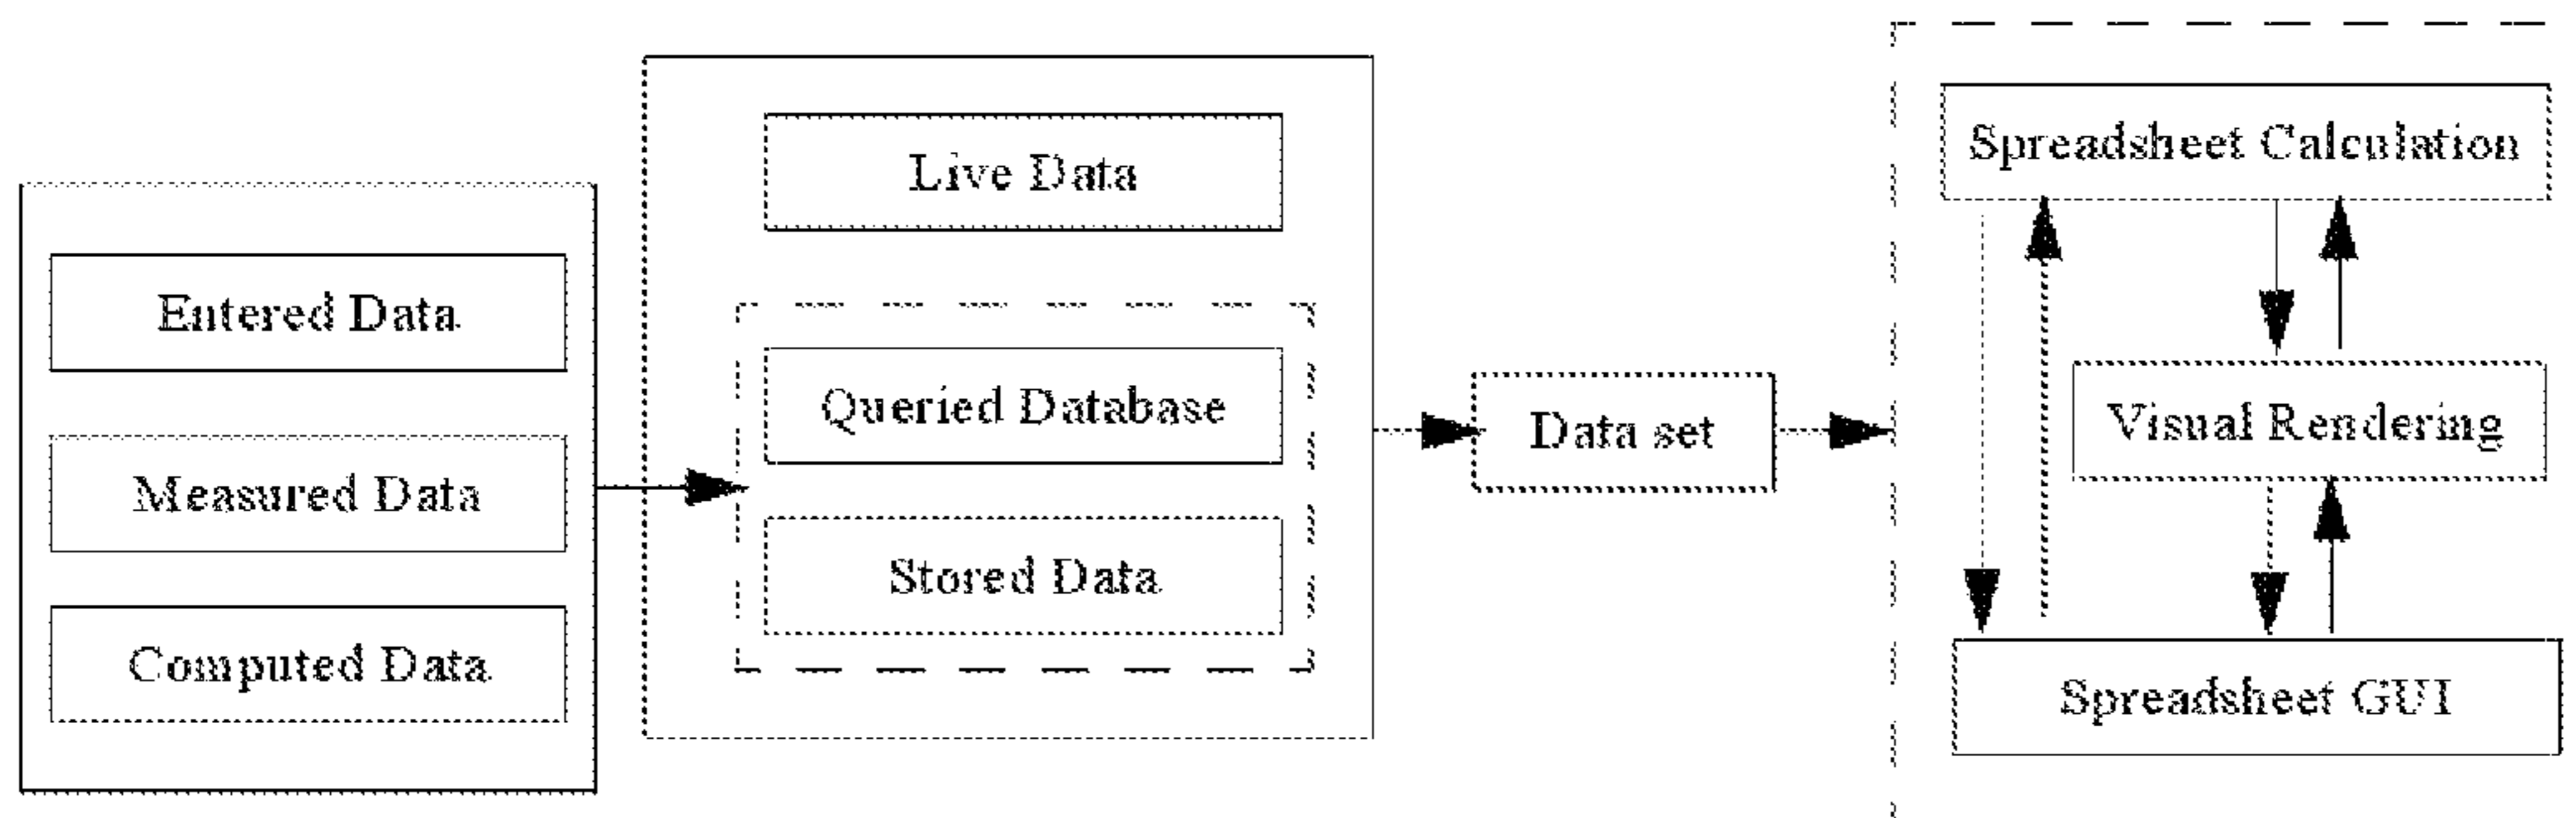 Entered Data
Measured Data
Computed Data
Live Data
Queried Database
Stored Data
Data set
Spreadsheet Calculation
Visual Rendering
Spreadsheet GUI